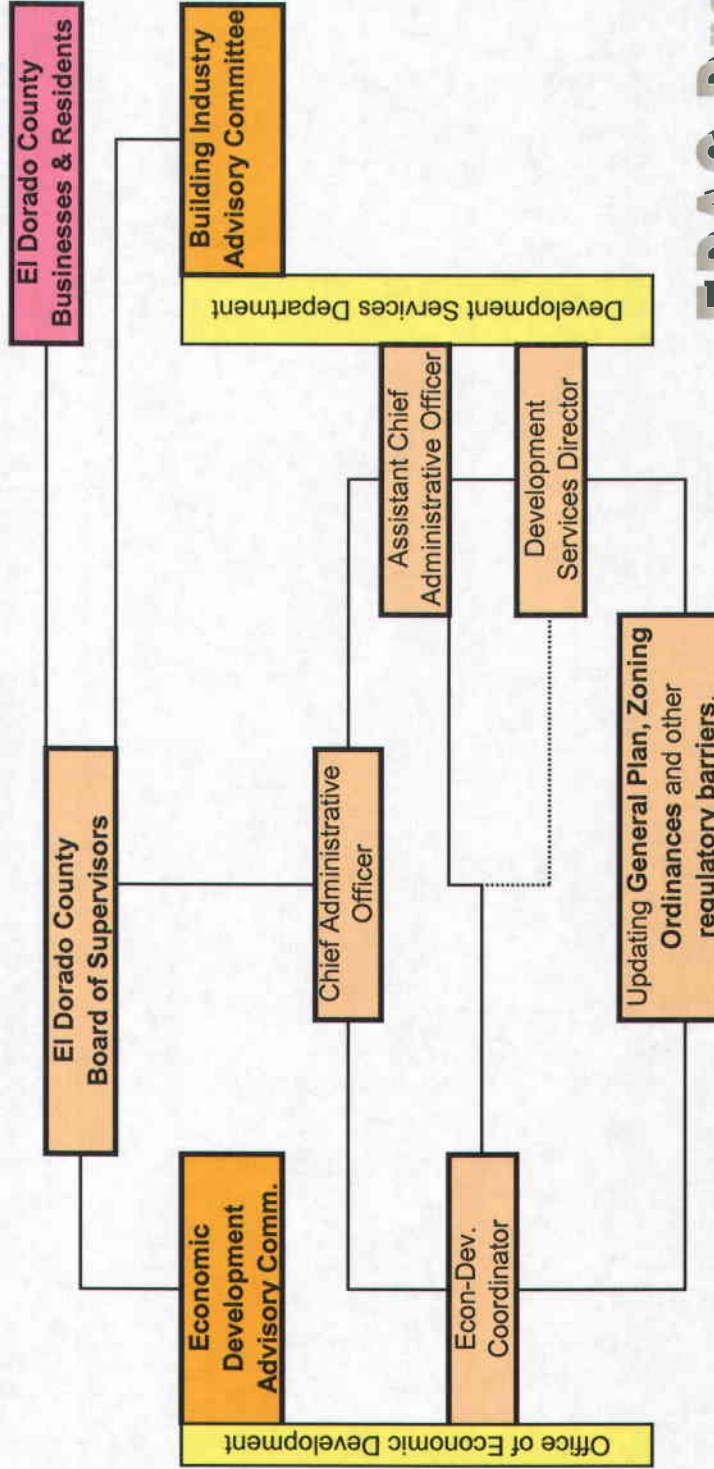 El Dorado County
Businesses & Residents
El Dorado County
Board of Supervisors
Building Industry
Advisory Committee
Economic
Development
Advisory Comm.
Development Services Department
Office of Economic Development
Chief Administrative
Officer
Assistant Chief
Administrative Officer
Econ-Dev.
Coordinator
Development
Services Director
Updating General Plan, Zoning
Ordinances and other
regulatory barriers.